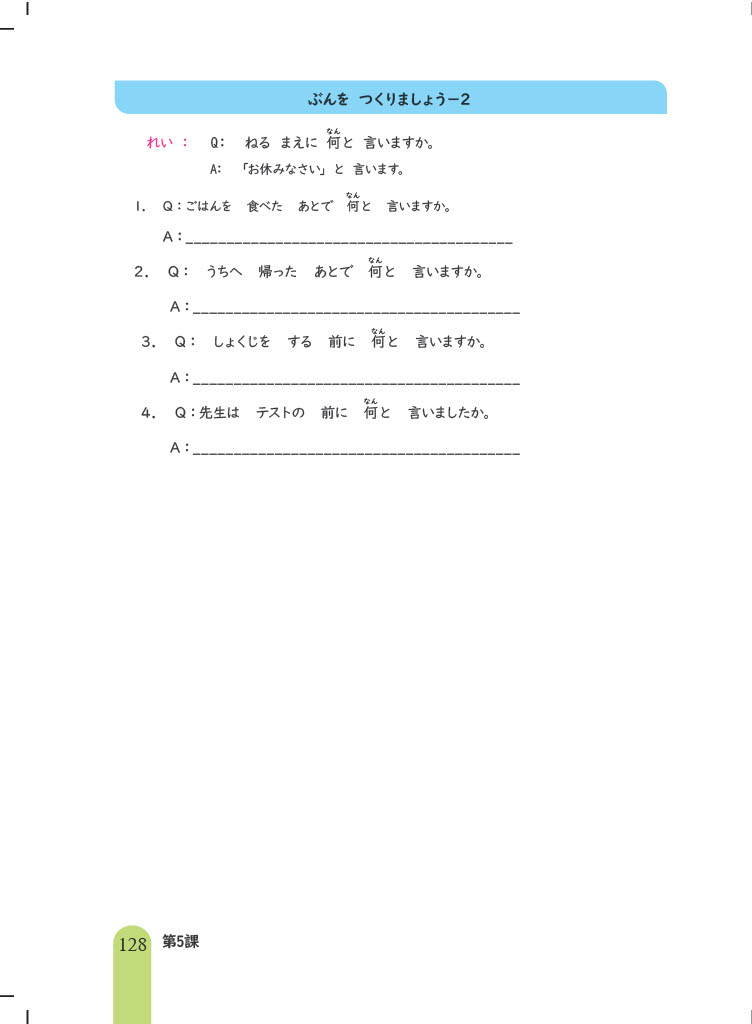 ぶんを つくりましょう－2
れい : Q: ねる まえに 何と 言いますか。
なん
A: 「お休みなさい」と 言います。
1. Q：ごはんを 食べた あとで 何と 言いますか。
なん
A：________________________________________
2. Q： うちへ 帰った あとで 何と 言いますか。
なん
A：________________________________________
3. Q： しょくじを する 前に 何と 言いますか。
なん
A：________________________________________
4. Q：先生は テストの 前に 何と 言いましたか。
なん
A：________________________________________
128 第5課